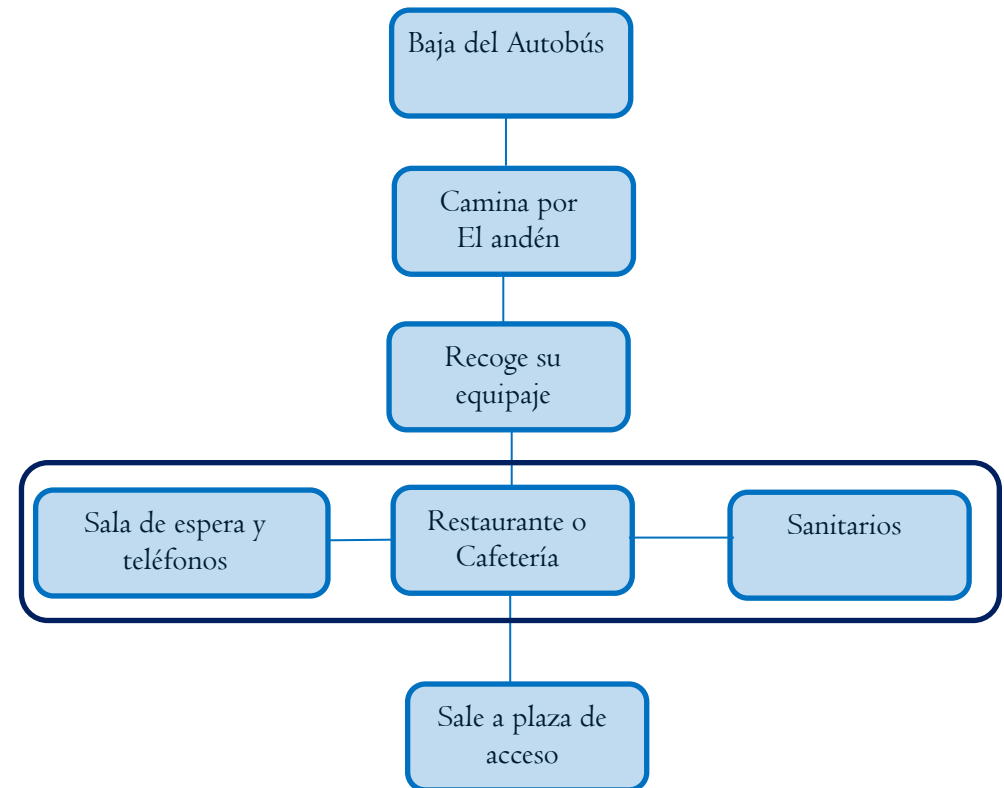 Baja del Autobús
Camina por
El andén
Recoge su
equipaje
Sala de espera y
teléfonos
Restaurante o
Cafetería
Sanitarios
Sale a plaza de
acceso